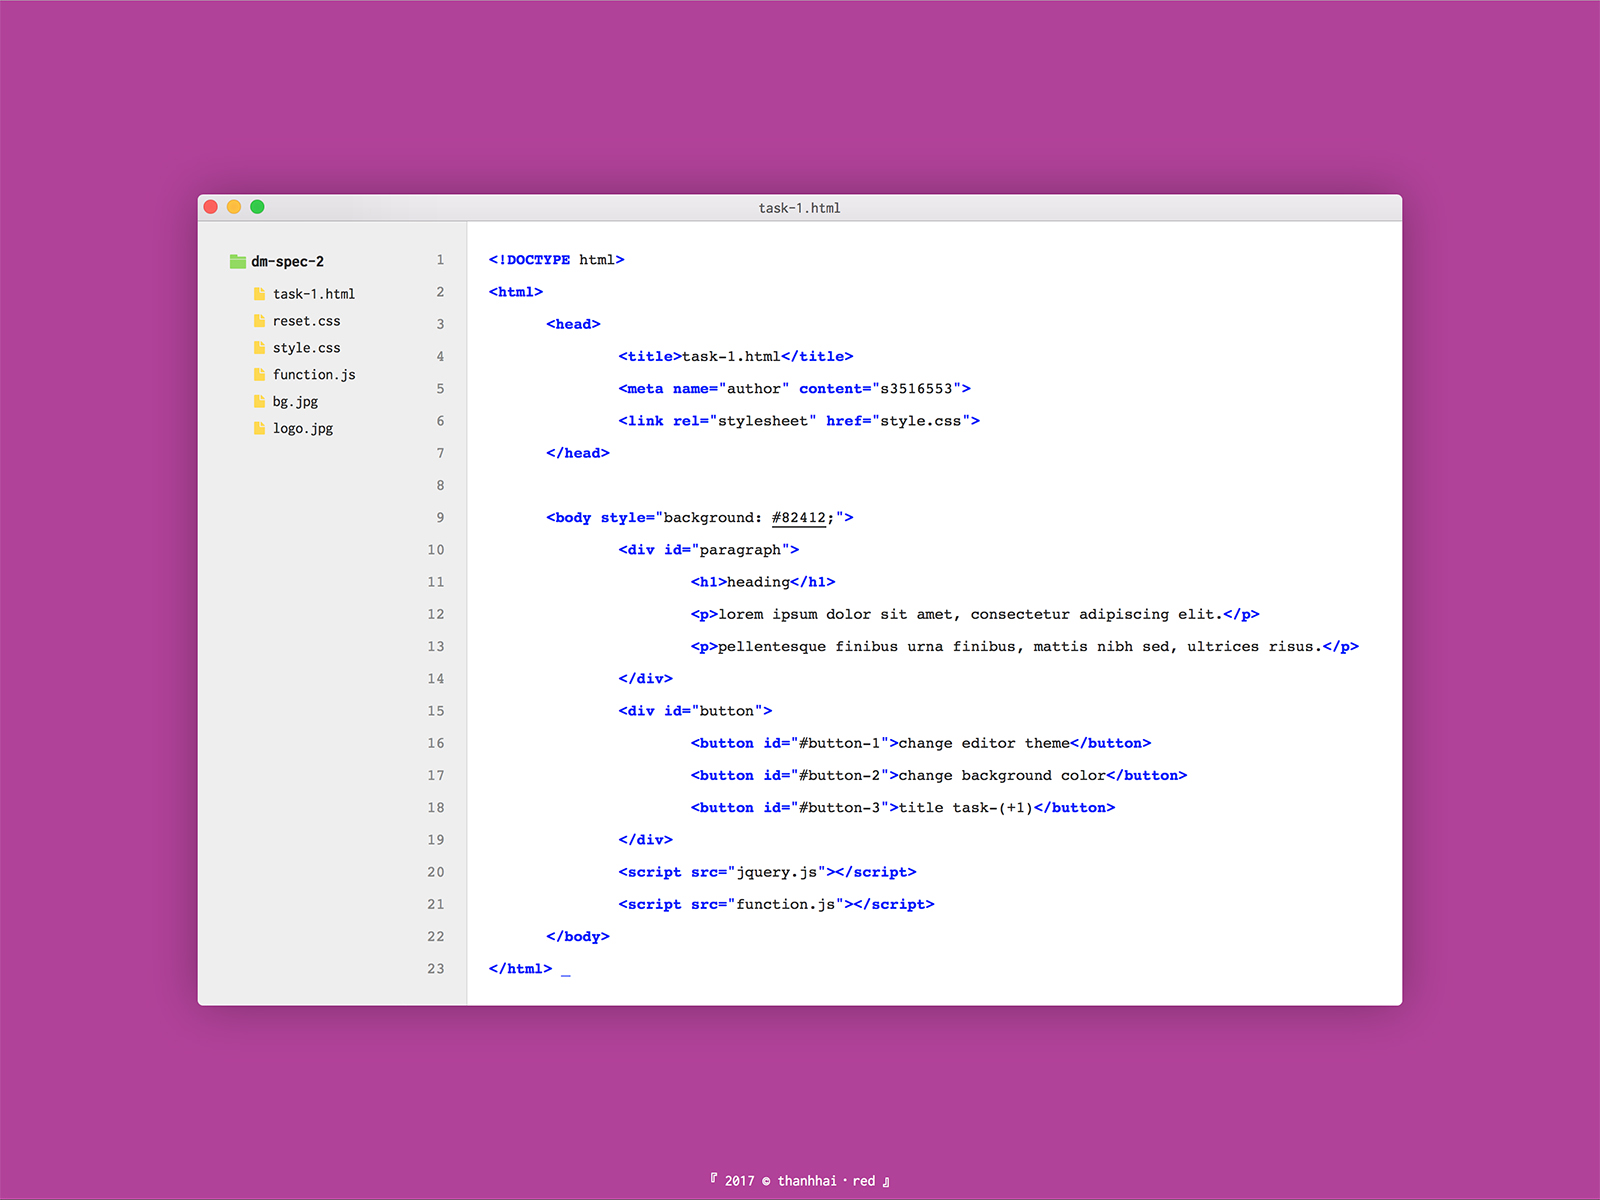 task-1.html
dm-spec-2
task-1.html
reset.css
style.css
function.js
bg.jpg
logo.jpg
1 <!DOCTYPE html>
2 <html>
3 <head>
4 <title>task-1.html</title>
5 <meta name="author" content="s3516553">
6 <link rel="stylesheet" href="style.css">
7 </head>
8
9 <body style="background: #82412;">
10 <div id="paragraph">
11 <h1>heading</h1>
12 <p>lorem ipsum dolor sit amet, consectetur adipiscing elit.</p>
13 <p>pellentesque finibus urna finibus, mattis nibh sed, ultrices risus.</p>
14 </div>
15 <div id="button">
16 <button id="#button-1">change editor theme</button>
17 <button id="#button-2">change background color</button>
18 <button id="#button-3">title task-(+1)</button>
19 </div>
20 <script src="jquery.js"></script>
21 <script src="function.js"></script>
22 </body>
23 </html> _
『 2017 © thanhhai・red 』